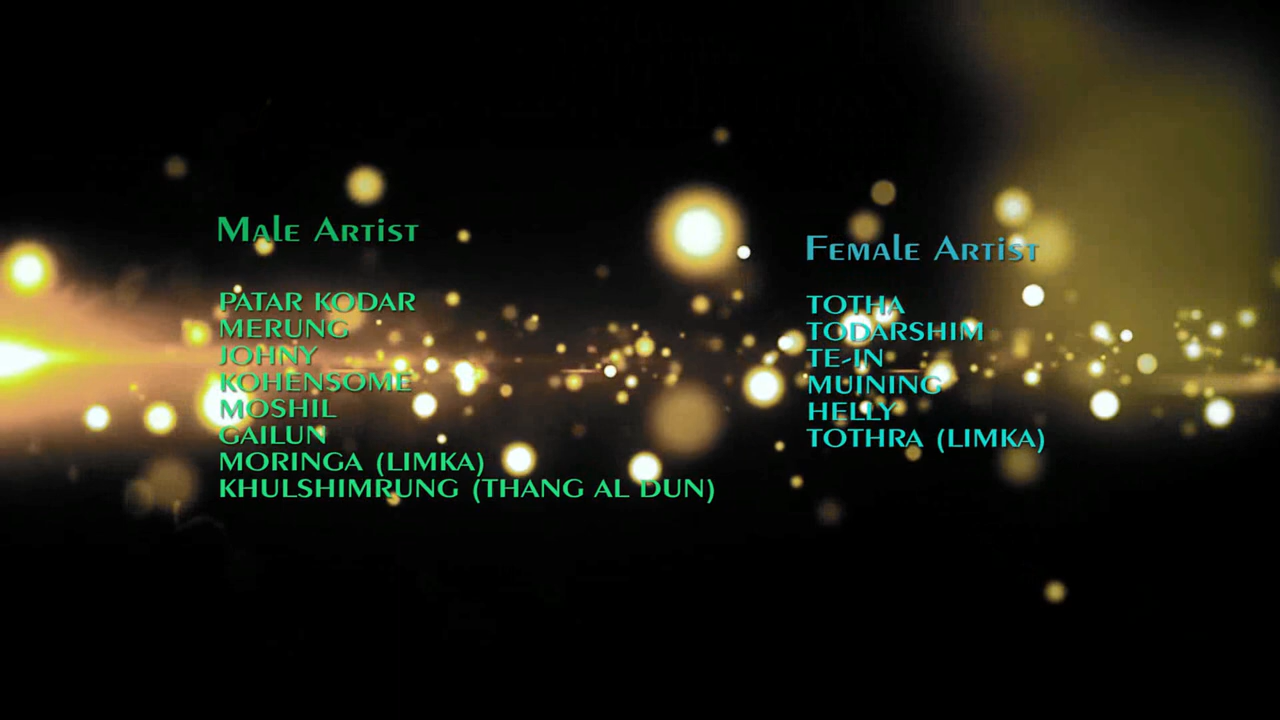 Male Artist
PATAR KODAR
MERUNG
JOHNY
KOHENSOME
MOSHIL
GAILUN
MORINGA (LIMKA)
KHULSHIMRUNG (THANG AL DUN)
Female Artist
TOTHA
TODARSHIM
TE-IN
MUINING
HELLY
TOTHRA (LIMKA)